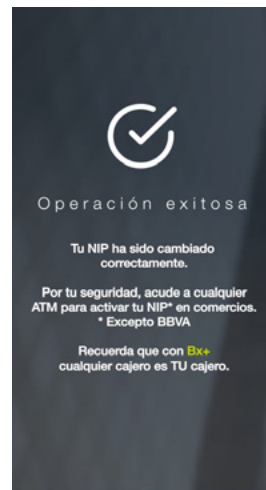 Operación exitosa
Tu NIP ha sido cambiado
correctamente.
Por tu seguridad, acude a cualquier
ATM para activar tu NIP* en comercios.
* Excepto BBVA
Recuerda que con Bx+
cualquier cajero es TU cajero.